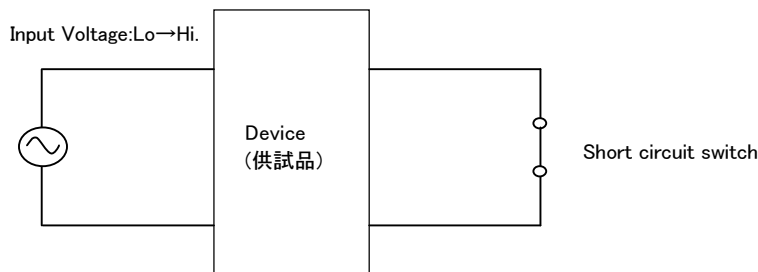 Input Voltage:Lo→Hi.
Device
(供試品)
Short circuit switch